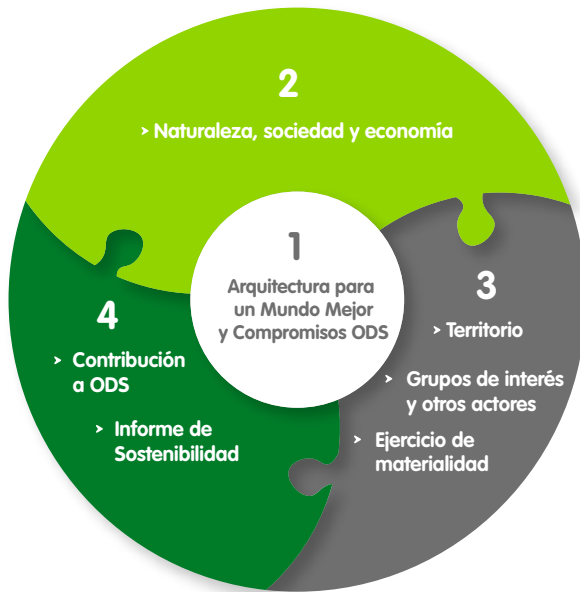 2
> Naturaleza, sociedad y economía
1
Arquitectura para
un Mundo Mejor
y Compromisos ODS
3
> Territorio
> Grupos de interés
y otros actores
> Ejercicio de
materialidad
4
> Contribución
a ODS
> Informe de
Sostenibilidad